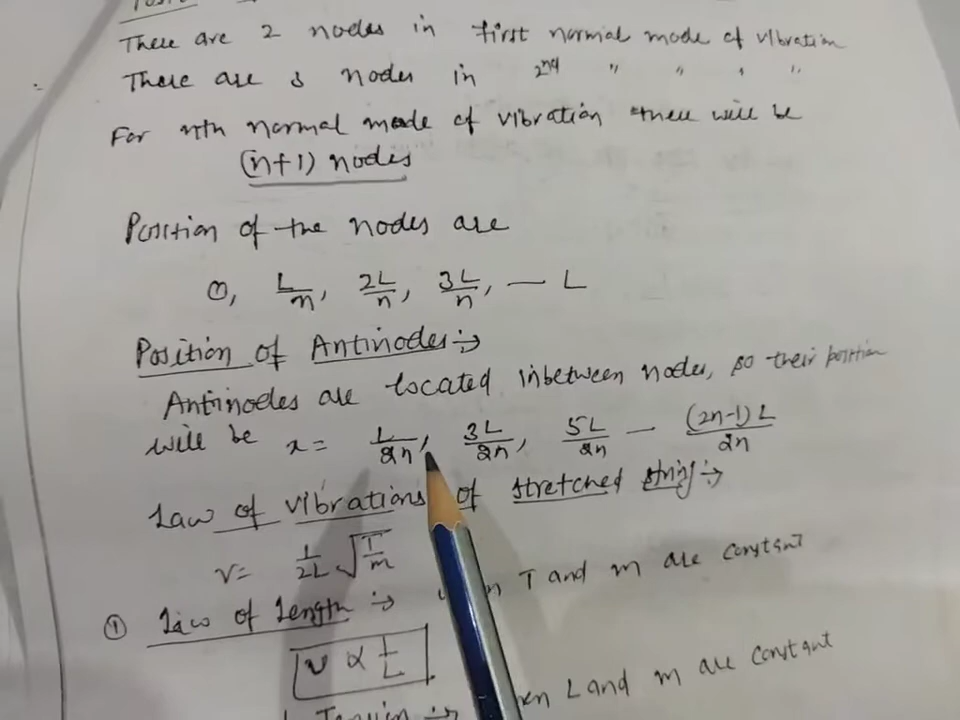 There are 2 nodes in first normal mode of vibration
There are 3 nodes in 2nd " " " "
For nth normal mode of vibration there will be
(n+1) nodes
Position of the nodes are
0, L/n, 2L/n, 3L/n, — L
Position of Antinodes :→
Antinodes are located inbetween nodes, so their position
will be x = L/2n, 3L/2n, 5L/2n — (2n-1)L/2n
Law of vibrations of stretched string :→
ν = 1/2L √T/m
① Law of Length :→ T and m are constant
ν ∝ 1/L
Tension :→ L and m are constant